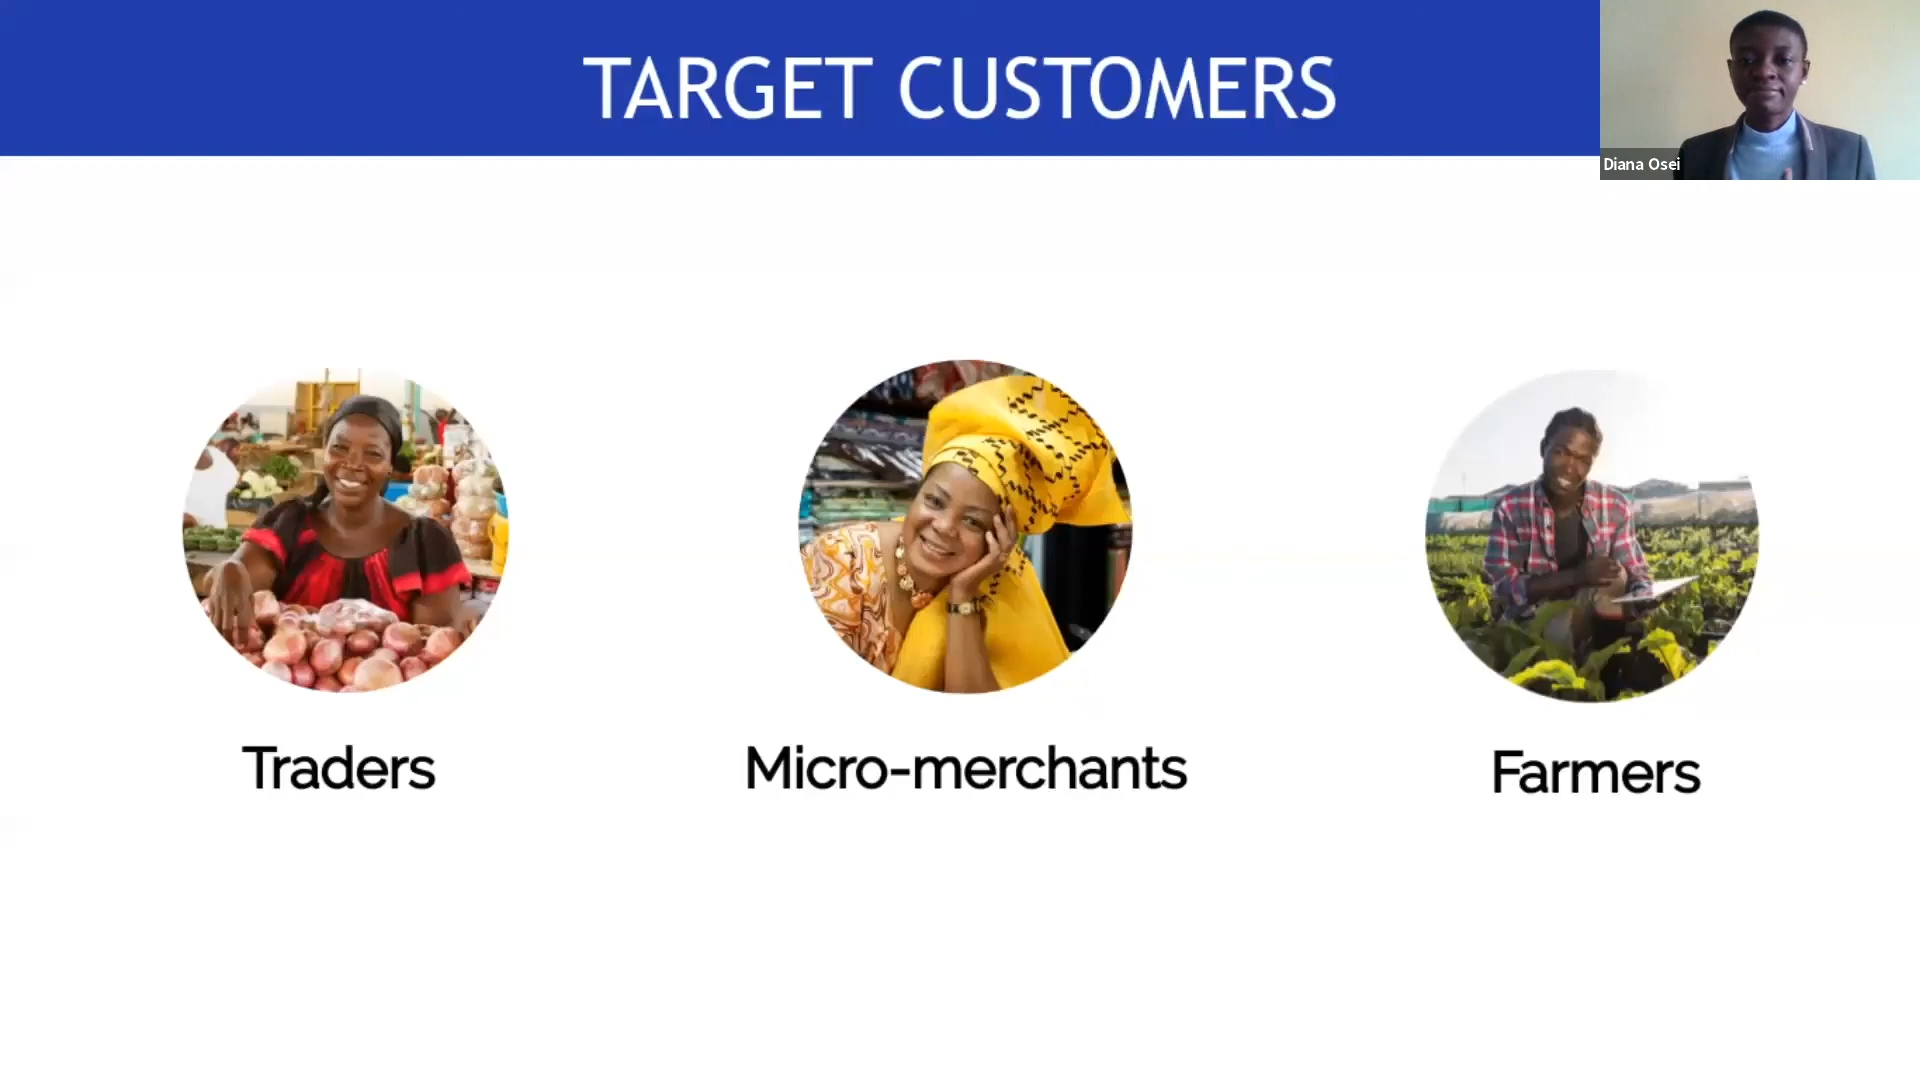 TARGET CUSTOMERS
Diana Osei
Traders
Micro-merchants
Farmers